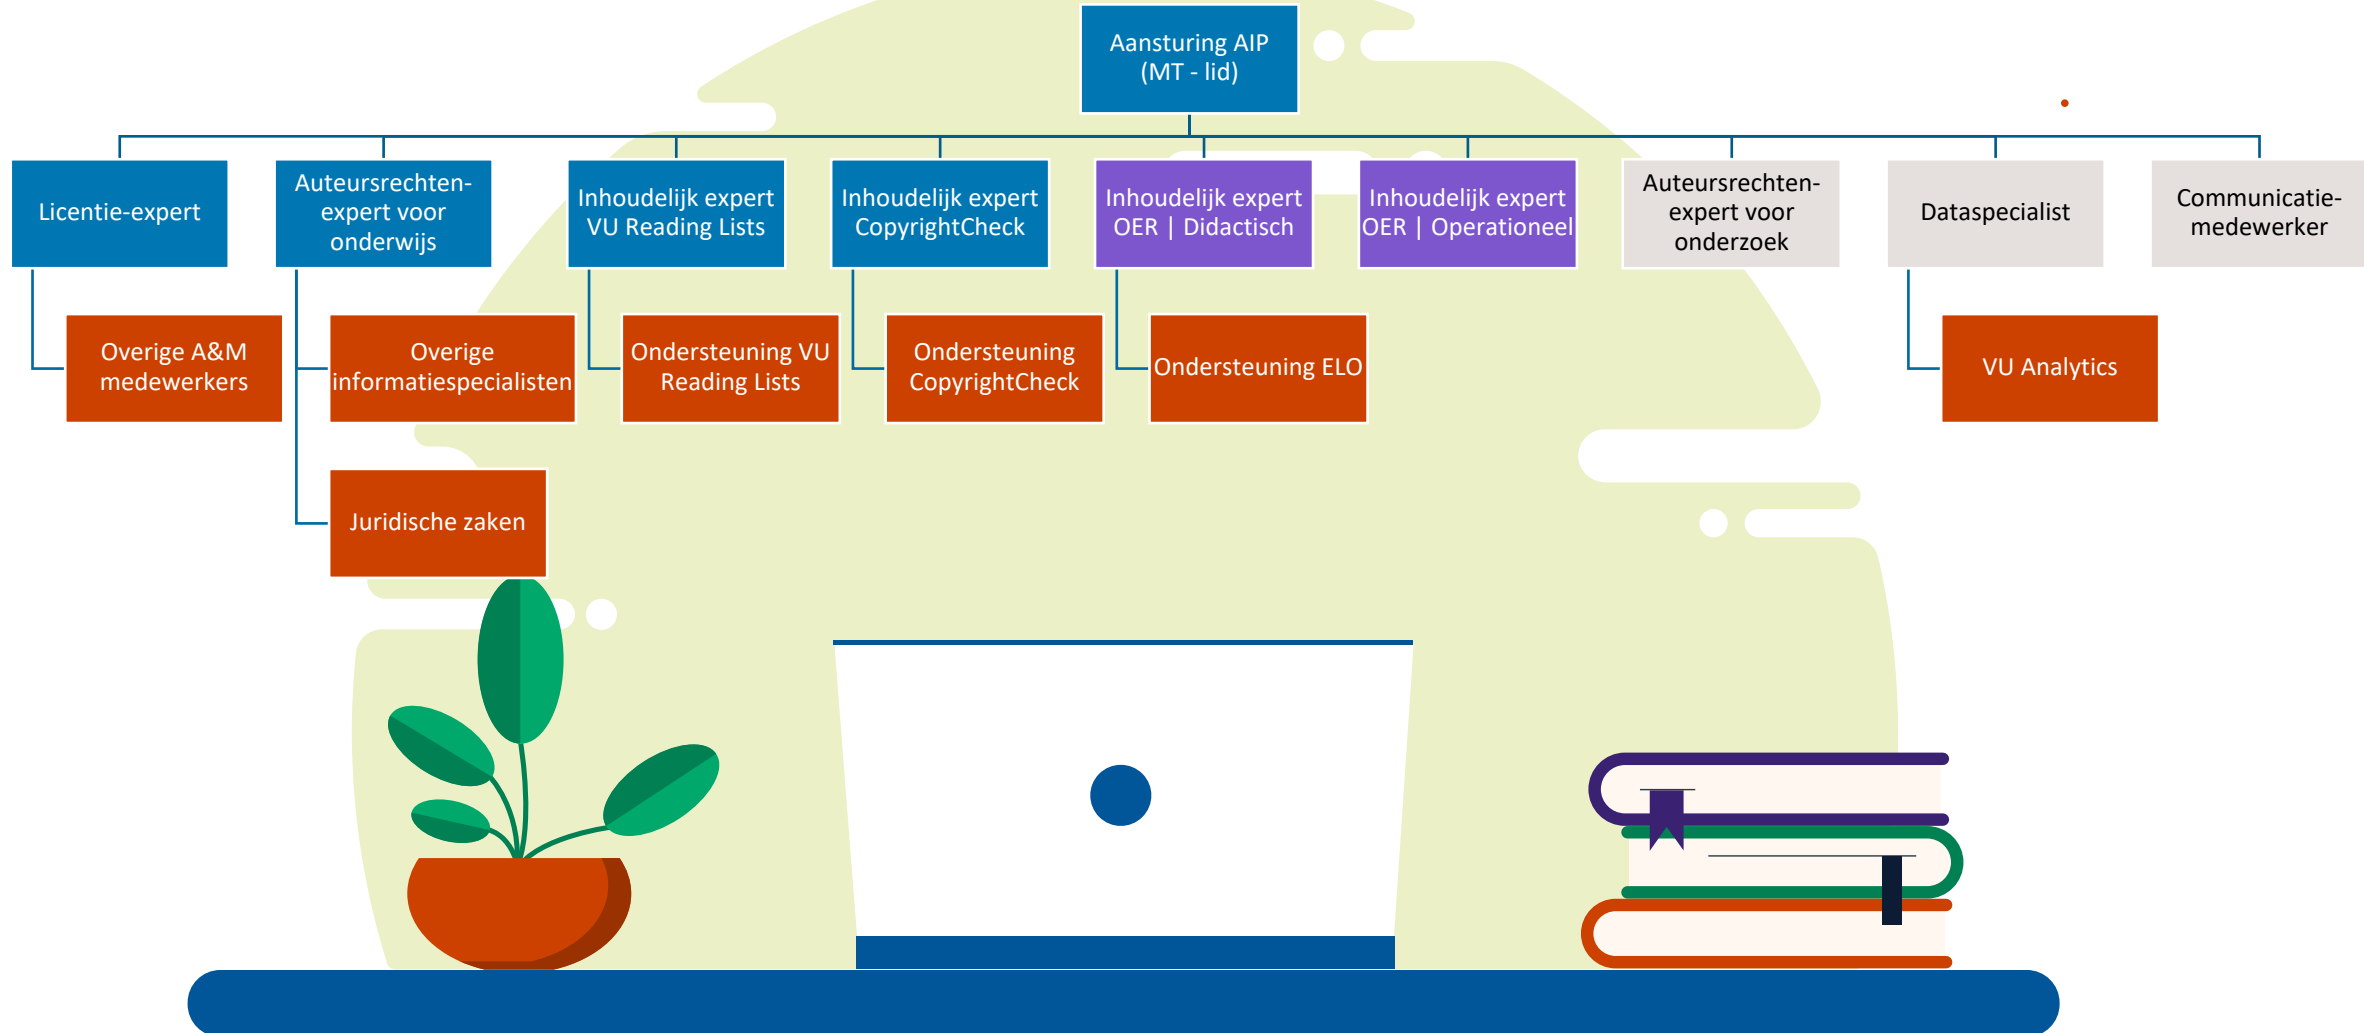 Aansturing AIP
(MT - lid)
Licentie-expert
Auteursrechten-
expert voor
onderwijs
Inhoudelijk expert
VU Reading Lists
Inhoudelijk expert
CopyrightCheck
Inhoudelijk expert
OER | Didactisch
Inhoudelijk expert
OER | Operationeel
Auteursrechten-
expert voor
onderzoek
Dataspecialist
Communicatie-
medewerker
Overige A&M
medewerkers
Overige
informatiespecialisten
Ondersteuning VU
Reading Lists
Ondersteuning
CopyrightCheck
Ondersteuning ELO
VU Analytics
Juridische zaken